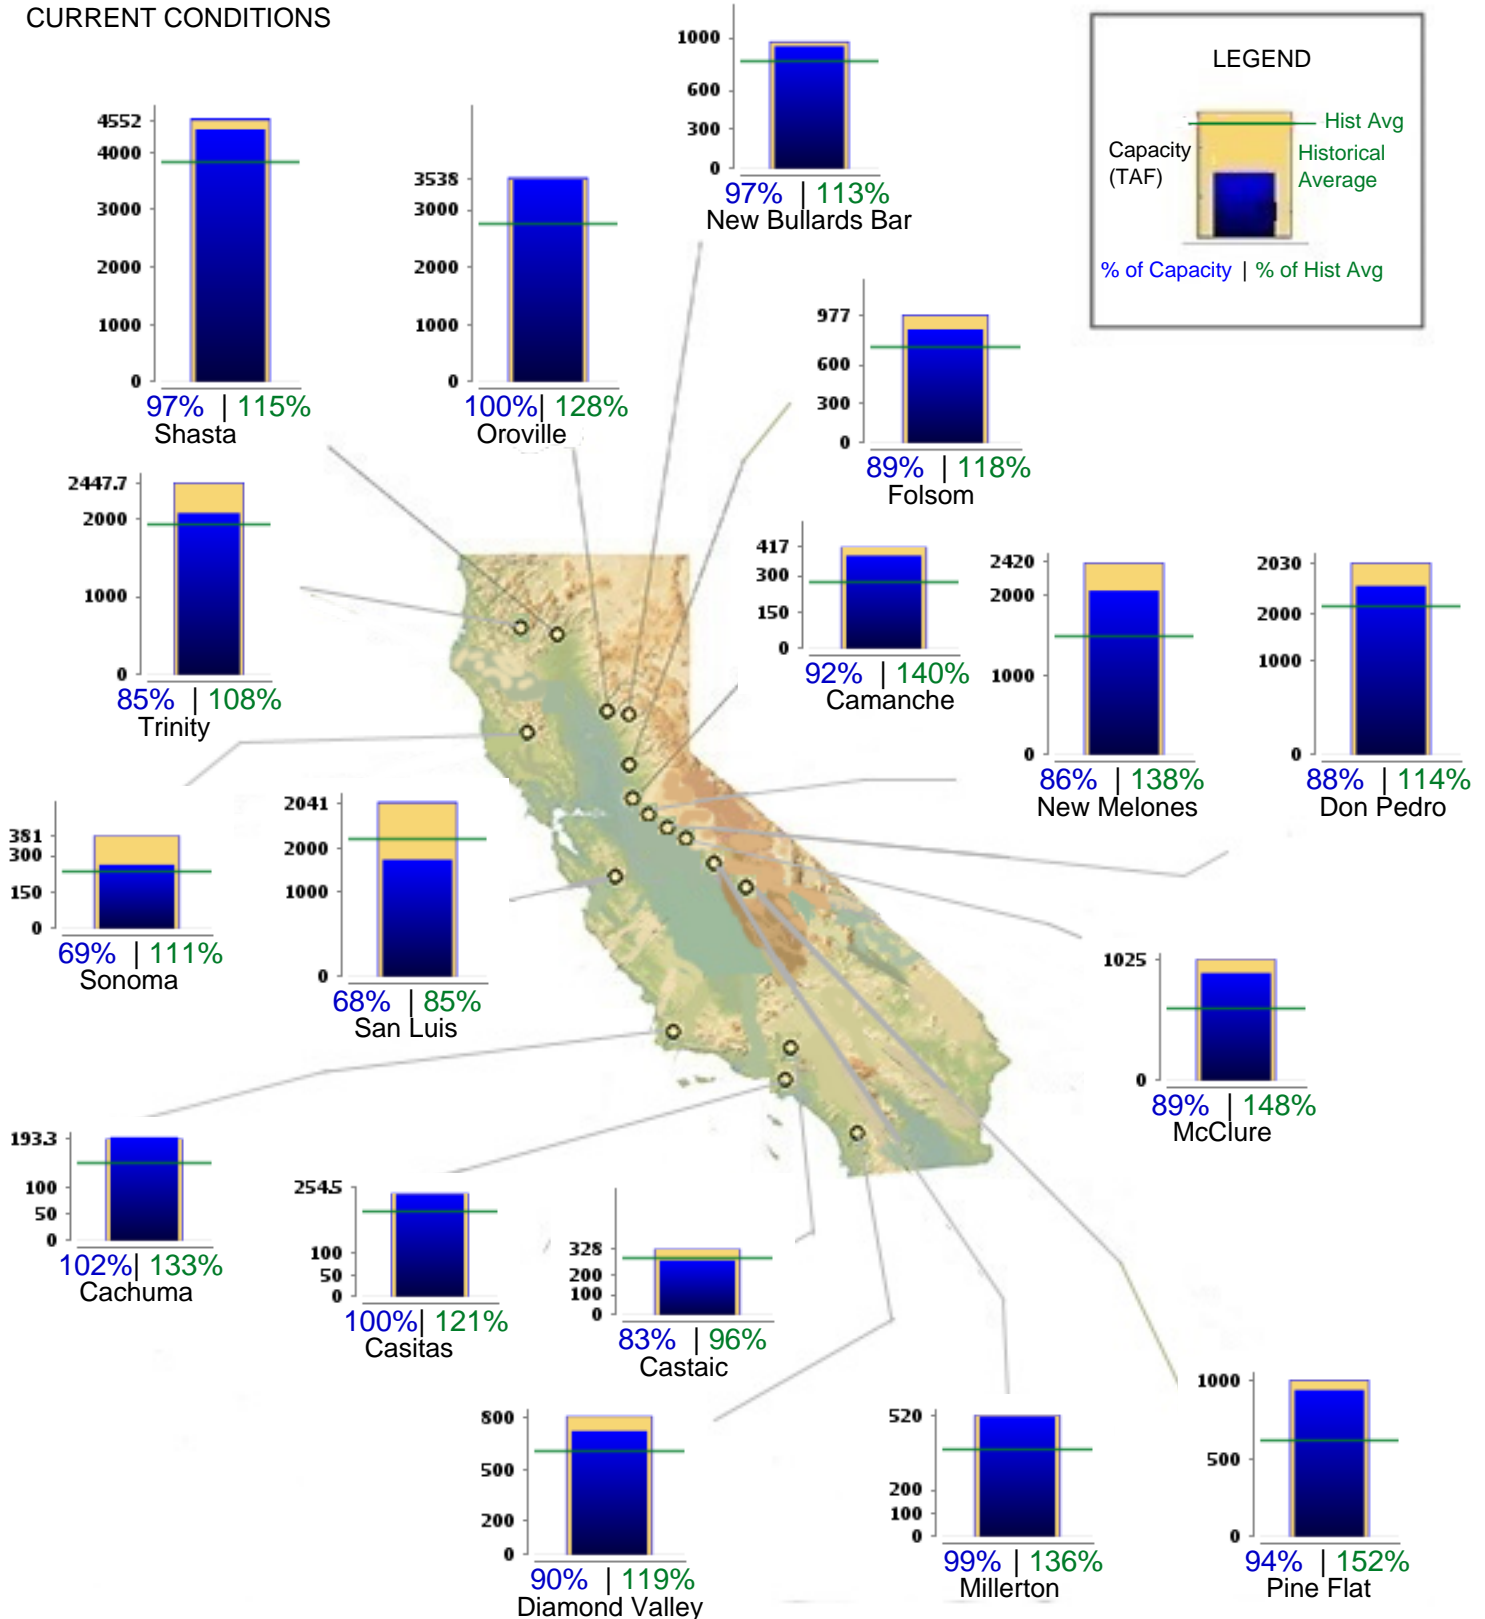 CURRENT CONDITIONS
LEGEND
Hist Avg
Capacity
(TAF)
Historical
Average
% of Capacity | % of Hist Avg
1000
600
300
0
97% | 113%
New Bullards Bar
4552
4000
3000
2000
1000
0
97% | 115%
Shasta
3538
3000
2000
1000
0
100%| 128%
Oroville
977
600
300
0
89% | 118%
Folsom
2447.7
2000
1000
0
85% | 108%
Trinity
417
300
150
0
92% | 140%
Camanche
2420
2000
1000
0
86% | 138%
New Melones
2030
2000
1000
0
88% | 114%
Don Pedro
381
300
150
0
69% | 111%
Sonoma
2041
2000
1000
0
68% | 85%
San Luis
1025
0
89% | 148%
McClure
193.3
100
50
0
102%| 133%
Cachuma
254.5
100
50
0
100%| 121%
Casitas
328
200
100
0
83% | 96%
Castaic
800
500
200
0
90% | 119%
Diamond Valley
520
200
100
0
99% | 136%
Millerton
1000
500
0
94% | 152%
Pine Flat